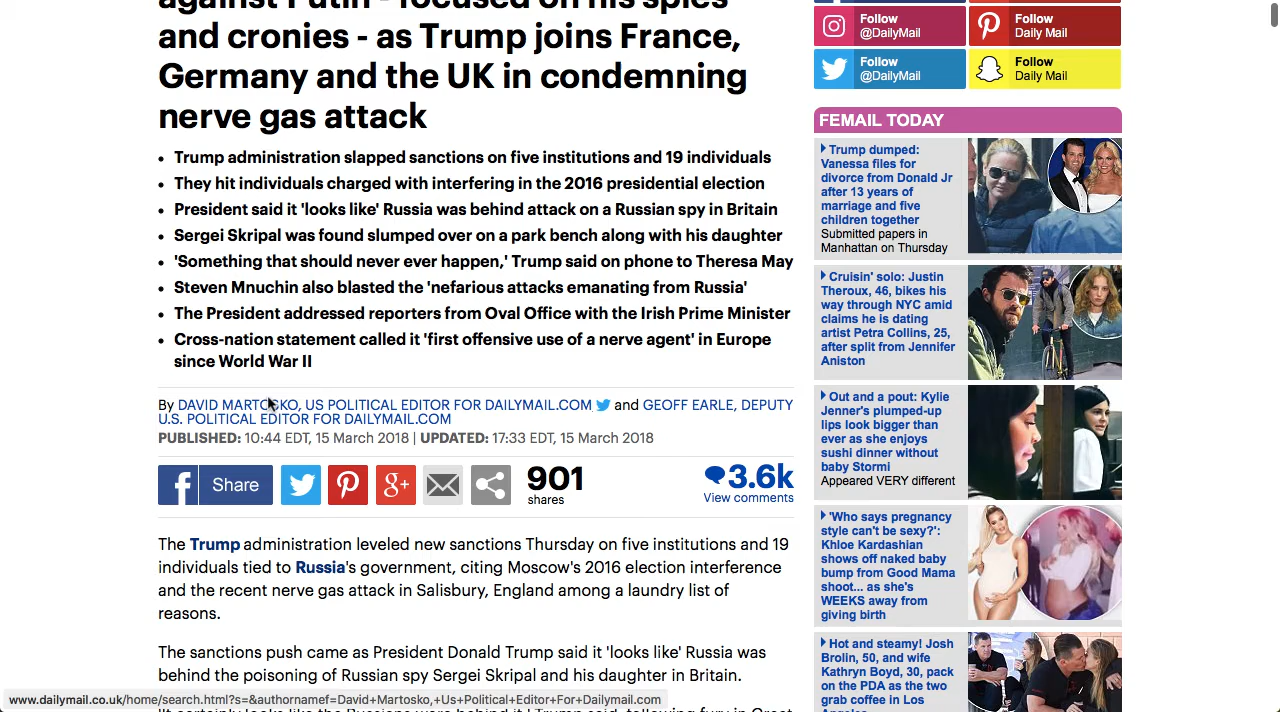 against Putin - focused on his spies
and cronies - as Trump joins France,
Germany and the UK in condemning
nerve gas attack
• Trump administration slapped sanctions on five institutions and 19 individuals
• They hit individuals charged with interfering in the 2016 presidential election
• President said it 'looks like' Russia was behind attack on a Russian spy in Britain
• Sergei Skripal was found slumped over on a park bench along with his daughter
• 'Something that should never ever happen,' Trump said on phone to Theresa May
• Steven Mnuchin also blasted the 'nefarious attacks emanating from Russia'
• The President addressed reporters from Oval Office with the Irish Prime Minister
• Cross-nation statement called it 'first offensive use of a nerve agent' in Europe
since World War II
By DAVID MARTOSKO, US POLITICAL EDITOR FOR DAILYMAIL.COM and GEOFF EARLE, DEPUTY
U.S. POLITICAL EDITOR FOR DAILYMAIL.COM
PUBLISHED: 10:44 EDT, 15 March 2018 | UPDATED: 17:33 EDT, 15 March 2018
Share
901
shares
3.6k
View comments
The Trump administration leveled new sanctions Thursday on five institutions and 19
individuals tied to Russia's government, citing Moscow's 2016 election interference
and the recent nerve gas attack in Salisbury, England among a laundry list of
reasons.
The sanctions push came as President Donald Trump said it 'looks like' Russia was
behind the poisoning of Russian spy Sergei Skripal and his daughter in Britain.
www.dailymail.co.uk/home/search.html?s=&authornamef=David+Martosko,+Us+Political+Editor+For+Dailymail.com
Follow
@DailyMail
Follow
Daily Mail
Follow
@DailyMail
Follow
Daily Mail
FEMAIL TODAY
Trump dumped:
Vanessa files for
divorce from Donald Jr
after 13 years of
marriage and five
children together
Submitted papers in
Manhattan on Thursday
Cruisin' solo: Justin
Theroux, 46, bikes his
way through NYC amid
claims he is dating
artist Petra Collins, 25,
after split from Jennifer
Aniston
Out and a pout: Kylie
Jenner's plumped-up
lips look bigger than
ever as she enjoys
sushi dinner without
baby Stormi
Appeared VERY different
'Who says pregnancy
style can't be sexy?':
Khloe Kardashian
shows off naked baby
bump from Good Mama
shoot... as she's
WEEKS away from
giving birth
Hot and steamy! Josh
Brolin, 50, and wife
Kathryn Boyd, 30, pack
on the PDA as the two
grab coffee in Los